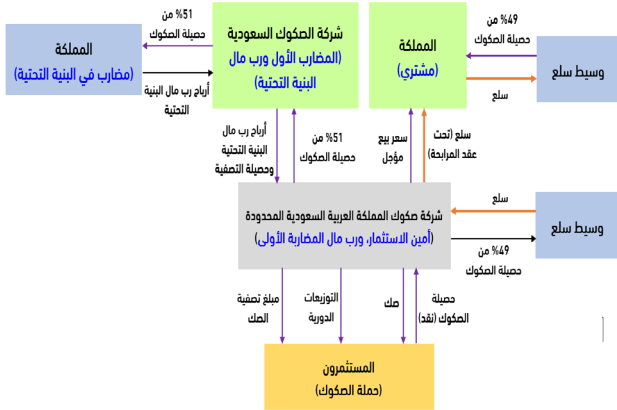 %51 من
حصيلة الصكوك
شركة الصكوك السعودية
(المضارب الأول ورب مال
البنية التحتية)
المملكة
(مضارب في البنية التحتية)
أرباح رب مال البنية
التحتية
المملكة
(مشتري)
%49 من
حصيلة الصكوك
وسيط سلع
سلع
أرباح رب مال
البنية التحتية
وحصيلة التصفية
%51 من
حصيلة الصكوك
سعر بيع
مؤجل
سلع (تحت
عقد المرابحة)
شركة صكوك المملكة العربية السعودية المحدودة
(أمين الاستثمار، ورب مال المضاربة الأولى)
سلع
وسيط سلع
%49 من
حصيلة الصكوك
مبلغ تصفية
الصك
التوزيعات
الدورية
صك
حصيلة
الصكوك (نقد)
المستثمرون
(حملة الصكوك)